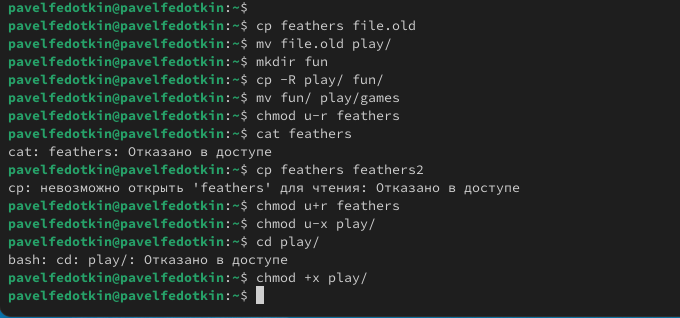 pavelfedotkin@pavelfedotkin:~$
pavelfedotkin@pavelfedotkin:~$ cp feathers file.old
pavelfedotkin@pavelfedotkin:~$ mv file.old play/
pavelfedotkin@pavelfedotkin:~$ mkdir fun
pavelfedotkin@pavelfedotkin:~$ cp -R play/ fun/
pavelfedotkin@pavelfedotkin:~$ mv fun/ play/games
pavelfedotkin@pavelfedotkin:~$ chmod u-r feathers
pavelfedotkin@pavelfedotkin:~$ cat feathers
cat: feathers: Отказано в доступе
pavelfedotkin@pavelfedotkin:~$ cp feathers feathers2
cp: невозможно открыть 'feathers' для чтения: Отказано в доступе
pavelfedotkin@pavelfedotkin:~$ chmod u+r feathers
pavelfedotkin@pavelfedotkin:~$ chmod u-x play/
pavelfedotkin@pavelfedotkin:~$ cd play/
bash: cd: play/: Отказано в доступе
pavelfedotkin@pavelfedotkin:~$ chmod +x play/
pavelfedotkin@pavelfedotkin:~$